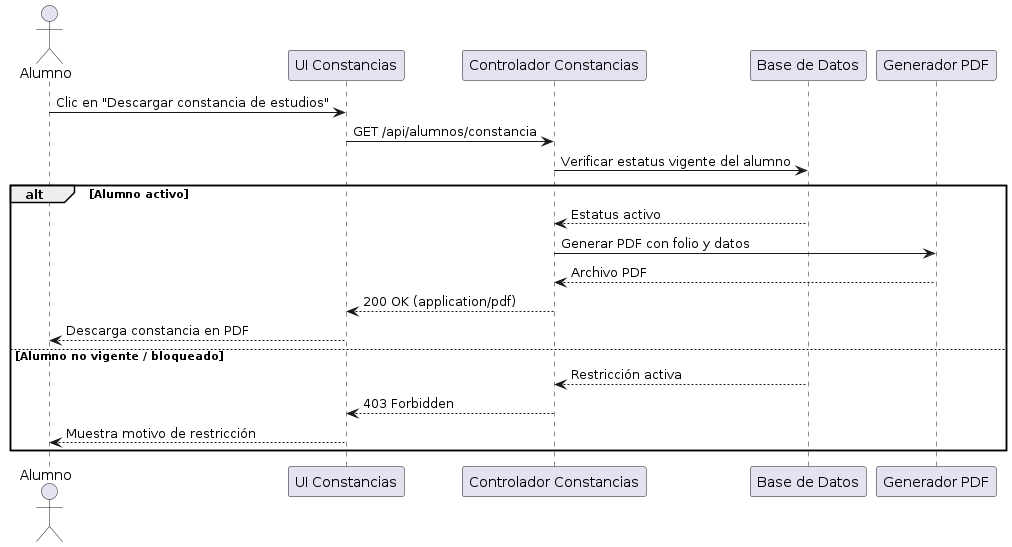 Alumno
UI Constancias
Controlador Constancias
Base de Datos
Generador PDF
Clic en "Descargar constancia de estudios"
GET /api/alumnos/constancia
Verificar estatus vigente del alumno
alt
[Alumno activo]
Estatus activo
Generar PDF con folio y datos
Archivo PDF
200 OK (application/pdf)
Descarga constancia en PDF
[Alumno no vigente / bloqueado]
Restricción activa
403 Forbidden
Muestra motivo de restricción
Alumno
UI Constancias
Controlador Constancias
Base de Datos
Generador PDF